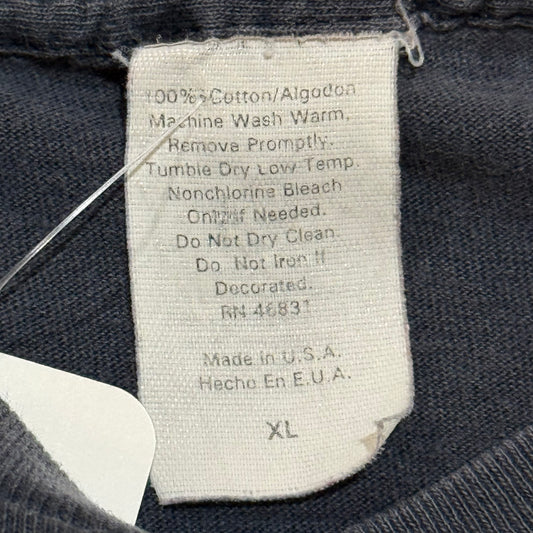 100% Cotton/Algodon
Machine Wash Warm,
Remove Promptly.
Tumble Dry Low Temp.
Nonchlorine Bleach
Only If Needed.
Do Not Dry Clean
Do Not Iron If
Decorated.
RN 46831
Made in U.S.A.
Hecho En E.U.A.
XL